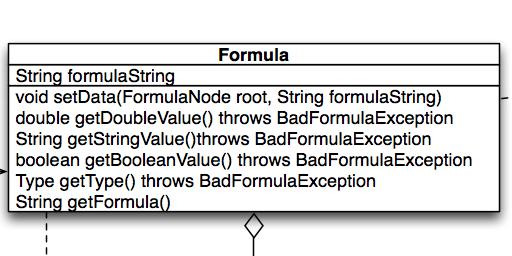 Formula
String formulaString
void setData(FormulaNode root, String formulaString)
double getDoubleValue() throws BadFormulaException
String getStringValue()throws BadFormulaException
boolean getBooleanValue() throws BadFormulaException
Type getType() throws BadFormulaException
String getFormula()